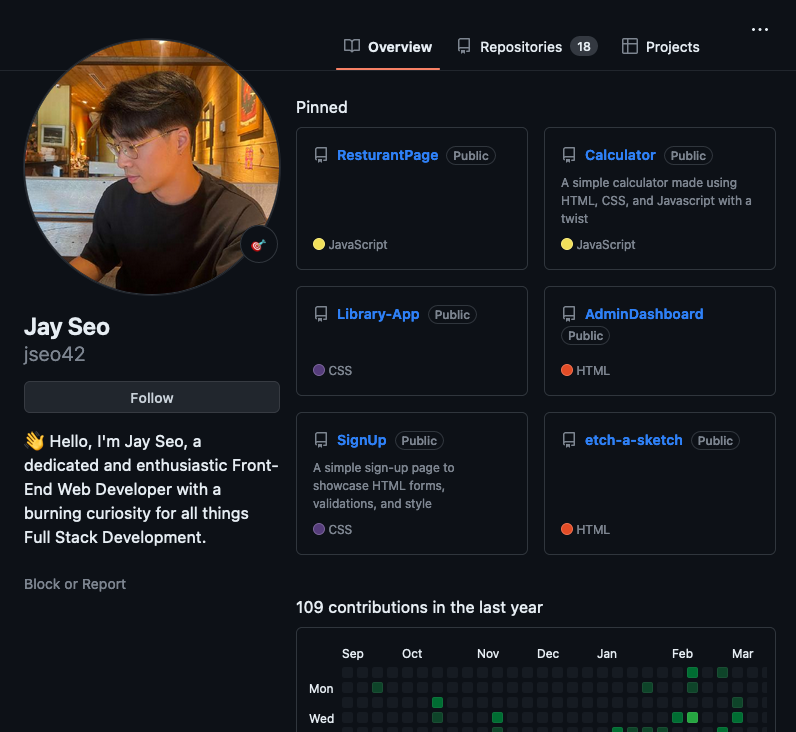 Overview
Repositories 18
Projects
Jay Seo
jseo42
Follow
👋 Hello, I'm Jay Seo, a
dedicated and enthusiastic Front-
End Web Developer with a
burning curiosity for all things
Full Stack Development.
Block or Report
Pinned
ResturantPage Public
JavaScript
Calculator Public
A simple calculator made using
HTML, CSS, and Javascript with a
twist
JavaScript
Library-App Public
CSS
AdminDashboard
Public
HTML
SignUp Public
A simple sign-up page to
showcase HTML forms,
validations, and style
CSS
etch-a-sketch Public
HTML
109 contributions in the last year
Sep Oct Nov Dec Jan Feb Mar
Mon
Wed